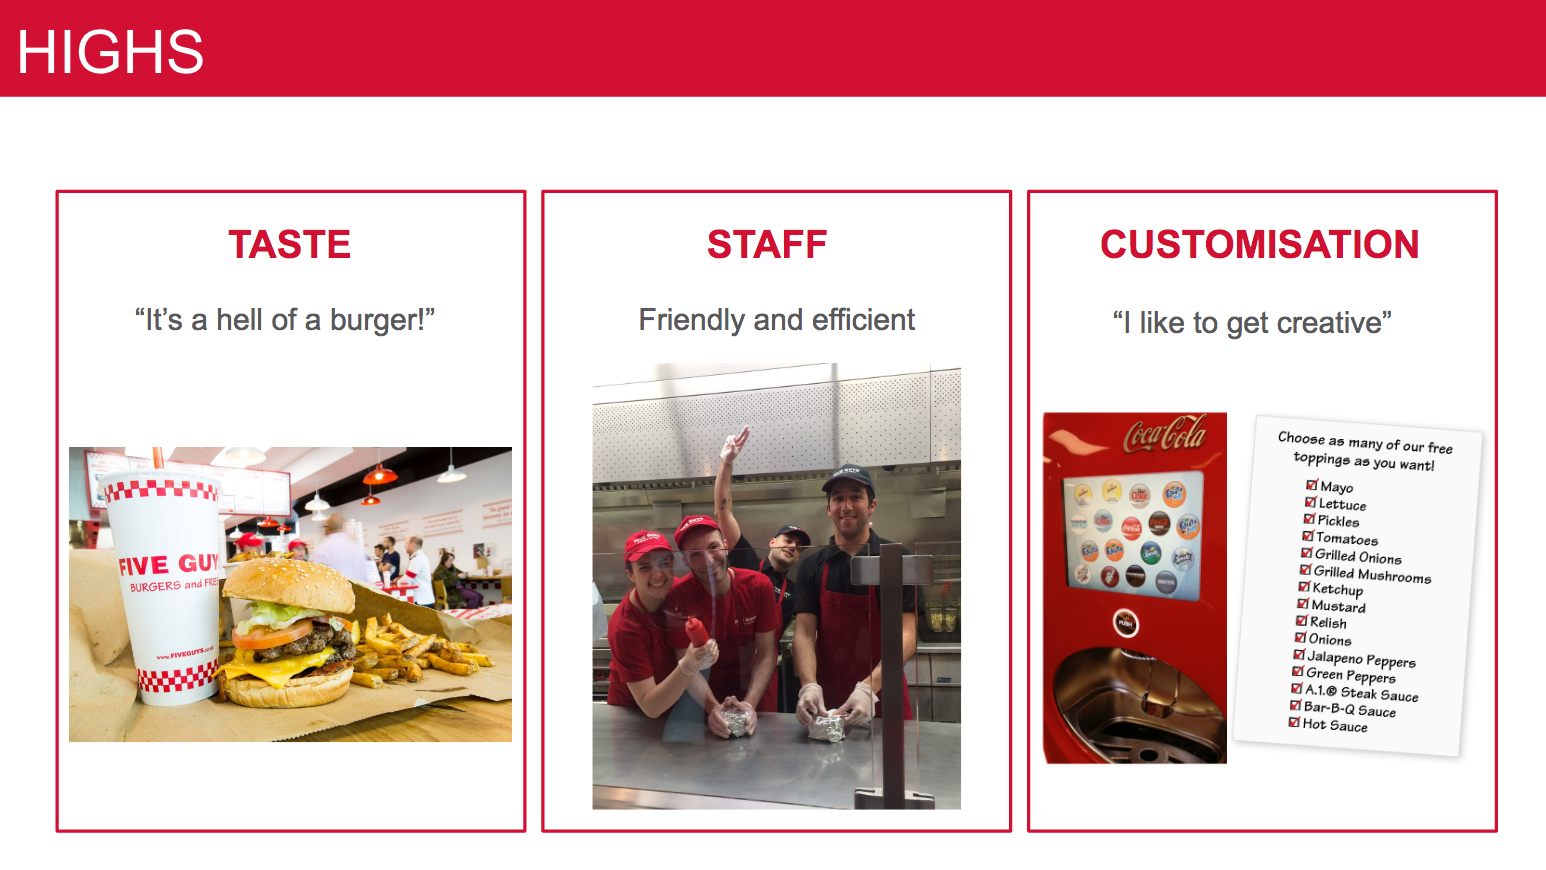 HIGHS
TASTE
“It’s a hell of a burger!”
FIVE GUY
BURGERS and FRIE
www.FIVEGUYS.co.uk
STAFF
Friendly and efficient
CUSTOMISATION
“I like to get creative”
Coca-Cola
PUSH
Choose as many of our free
toppings as you want!
Mayo
Lettuce
Pickles
Tomatoes
Grilled Onions
Grilled Mushrooms
Ketchup
Mustard
Relish
Onions
Jalapeno Peppers
Green Peppers
A.1.® Steak Sauce
Bar-B-Q Sauce
Hot Sauce